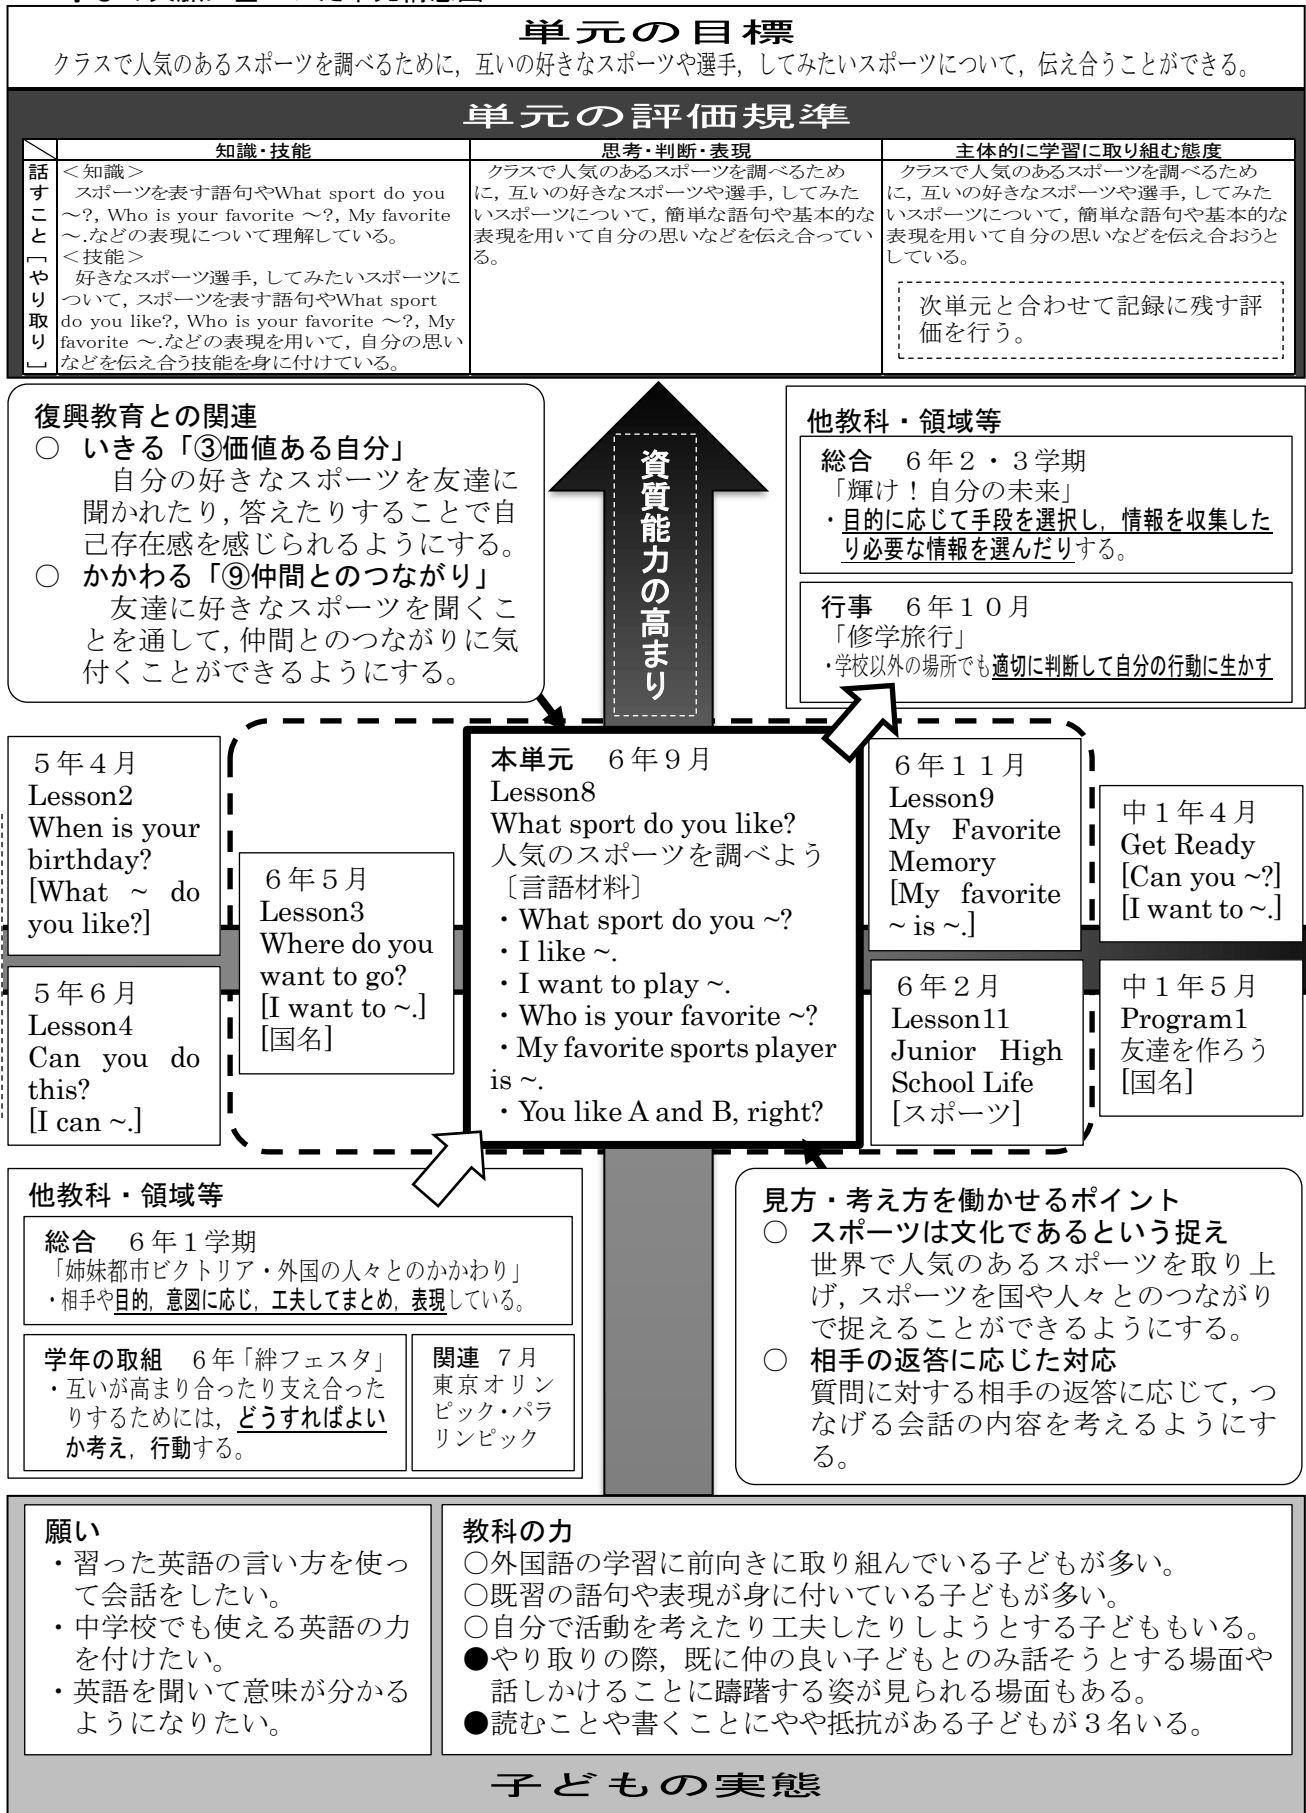 単元の目標
クラスで人気のあるスポーツを調べるために，互いの好きなスポーツや選手，してみたいスポーツについて，伝え合うことができる。
単元の評価規準
知識・技能
思考・判断・表現
主体的に学習に取り組む態度
話すこと［やり取り］
＜知識＞
スポーツを表す語句やWhat sport do you
～?, Who is your favorite ～?, My favorite
～.などの表現について理解している。
＜技能＞
好きなスポーツ選手，してみたいスポーツに
ついて，スポーツを表す語句やWhat sport
do you like?, Who is your favorite ～?, My
favorite ～.などの表現を用いて，自分の思い
などを伝え合う技能を身に付けている。
クラスで人気のあるスポーツを調べるため
に，互いの好きなスポーツや選手，してみた
いスポーツについて，簡単な語句や基本的な
表現を用いて自分の思いなどを伝え合ってい
る。
クラスで人気のあるスポーツを調べるため
に，互いの好きなスポーツや選手，してみた
いスポーツについて，簡単な語句や基本的な
表現を用いて自分の思いなどを伝え合おうと
している。
次単元と合わせて記録に残す評
価を行う。
復興教育との関連
○ いきる「③価値ある自分」
自分の好きなスポーツを友達に
聞かれたり，答えたりすることで自
己存在感を感じられるようにする。
○ かかわる「⑨仲間とのつながり」
友達に好きなスポーツを聞くこ
とを通して，仲間とのつながりに気
付くことができるようにする。
資質能力の高まり
他教科・領域等
総合 ６年２・３学期
「輝け！自分の未来」
・目的に応じて手段を選択し，情報を収集した
り必要な情報を選んだりする。
行事 ６年１０月
「修学旅行」
・学校以外の場所でも適切に判断して自分の行動に生かす
５年４月
Lesson2
When is your
birthday?
[What ~ do
you like?]
５年６月
Lesson4
Can you do
this?
[I can ~.]
６年５月
Lesson3
Where do you
want to go?
[I want to ~.]
[国名]
本単元 ６年９月
Lesson8
What sport do you like?
人気のスポーツを調べよう
〔言語材料〕
・What sport do you ~?
・I like ~.
・I want to play ~.
・Who is your favorite ~?
・My favorite sports player
is ~.
・You like A and B, right?
６年１１月
Lesson9
My Favorite
Memory
[My favorite
~ is ~.]
６年２月
Lesson11
Junior High
School Life
[スポーツ]
中１年４月
Get Ready
[Can you ~?]
[I want to ~.]
中１年５月
Program1
友達を作ろう
[国名]
他教科・領域等
総合 ６年１学期
「姉妹都市ビクトリア・外国の人々とのかかわり」
・相手や目的，意図に応じ，工夫してまとめ，表現している。
学年の取組 ６年「絆フェスタ」
・互いが高まり合ったり支え合った
りするためには，どうすればよい
か考え，行動する。
関連 ７月
東京オリン
ピック・パラ
リンピック
見方・考え方を働かせるポイント
○ スポーツは文化であるという捉え
世界で人気のあるスポーツを取り上
げ，スポーツを国や人々とのつながり
で捉えることができるようにする。
○ 相手の返答に応じた対応
質問に対する相手の返答に応じて，つ
なげる会話の内容を考えるようにす
る。
願い
・習った英語の言い方を使っ
て会話をしたい。
・中学校でも使える英語の力
を付けたい。
・英語を聞いて意味が分かる
ようになりたい。
教科の力
○外国語の学習に前向きに取り組んでいる子どもが多い。
○既習の語句や表現が身に付いている子どもが多い。
○自分で活動を考えたり工夫したりしようとする子どももいる。
●やり取りの際，既に仲の良い子どもとのみ話そうとする場面や
話しかけることに躊躇する姿が見られる場面もある。
●読むことや書くことにやや抵抗がある子どもが３名いる。
子どもの実態